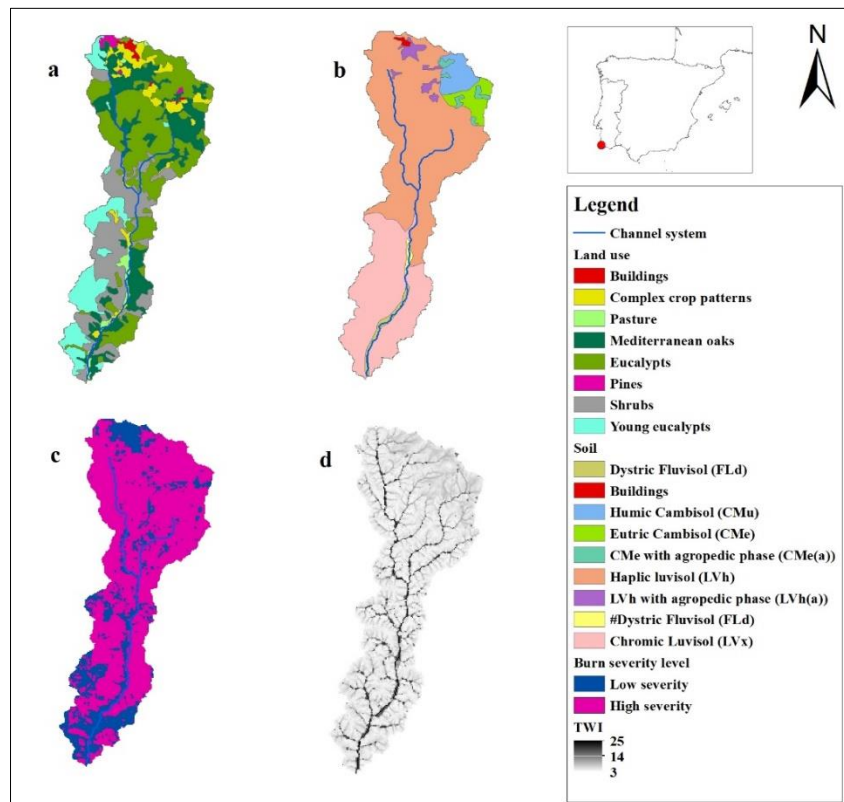 a
b
N
c
d
Legend
Channel system
Land use
Buildings
Complex crop patterns
Pasture
Mediterranean oaks
Eucalypts
Pines
Shrubs
Young eucalypts
Soil
Dystric Fluvisol (FLd)
Buildings
Humic Cambisol (CMu)
Eutric Cambisol (CMe)
CMe with agropedic phase (CMe(a))
Haplic luvisol (LVh)
LVh with agropedic phase (LVh(a))
#Dystric Fluvisol (FLd)
Chromic Luvisol (LVx)
Burn severity level
Low severity
High severity
TWI
25
14
3